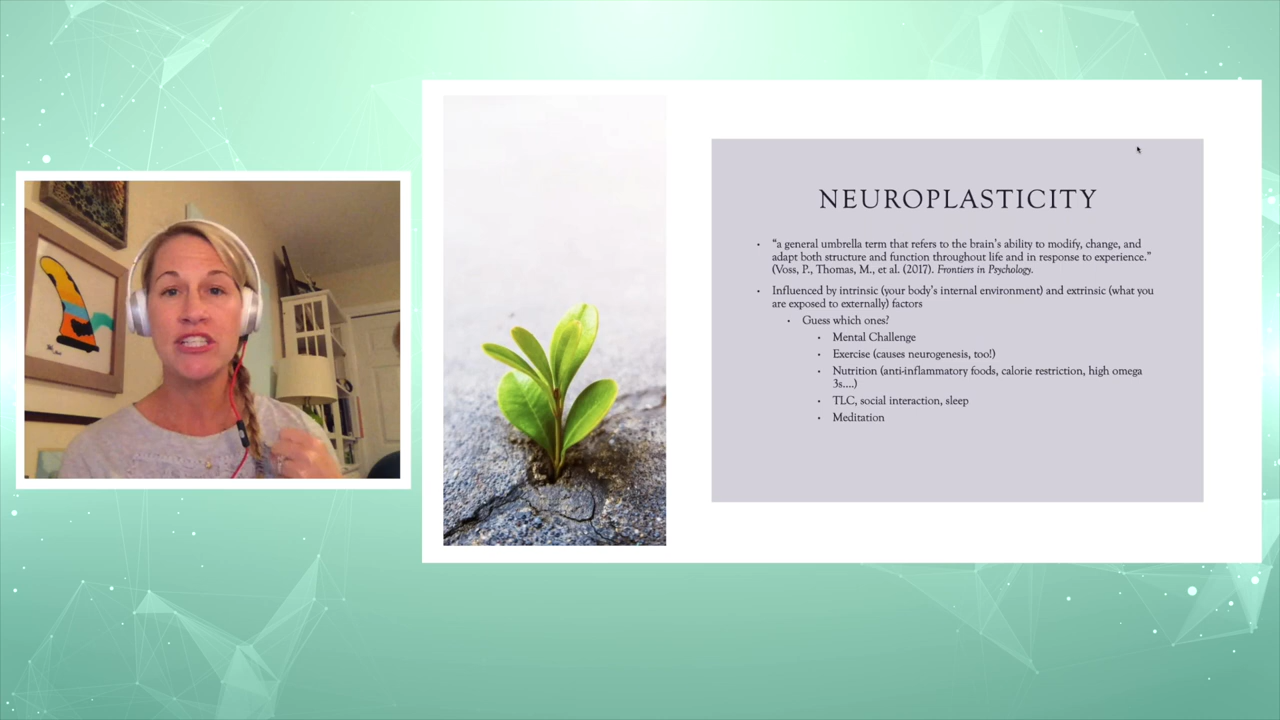 NEUROPLASTICITY
• “a general umbrella term that refers to the brain’s ability to modify, change, and
adapt both structure and function throughout life and in response to experience.”
(Voss, P., Thomas, M., et al. (2017). Frontiers in Psychology.
• Influenced by intrinsic (your body’s internal environment) and extrinsic (what you
are exposed to externally) factors
• Guess which ones?
• Mental Challenge
• Exercise (causes neurogenesis, too!)
• Nutrition (anti-inflammatory foods, calorie restriction, high omega
3s....)
• TLC, social interaction, sleep
• Meditation